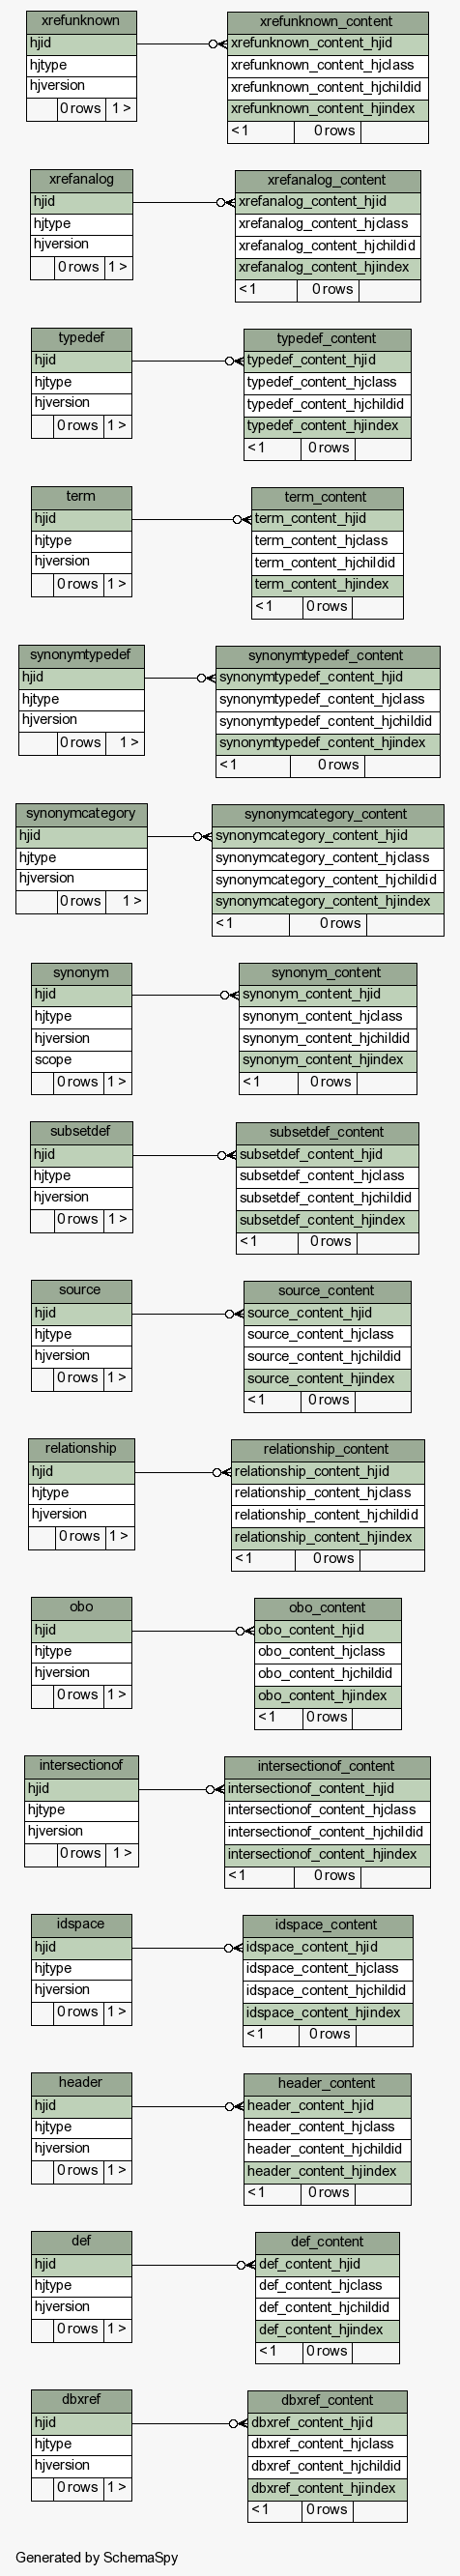 xrefunknown
hjid
hjtype
hjversion
0 rows 1 >
xrefunknown_content
xrefunknown_content_hjid
xrefunknown_content_hjclass
xrefunknown_content_hjchildid
xrefunknown_content_hjindex
< 1 0 rows
xrefanalog
hjid
hjtype
hjversion
0 rows 1 >
xrefanalog_content
xrefanalog_content_hjid
xrefanalog_content_hjclass
xrefanalog_content_hjchildid
xrefanalog_content_hjindex
< 1 0 rows
typedef
hjid
hjtype
hjversion
0 rows 1 >
typedef_content
typedef_content_hjid
typedef_content_hjclass
typedef_content_hjchildid
typedef_content_hjindex
< 1 0 rows
term
hjid
hjtype
hjversion
0 rows 1 >
term_content
term_content_hjid
term_content_hjclass
term_content_hjchildid
term_content_hjindex
< 1 0 rows
synonymtypedef
hjid
hjtype
hjversion
0 rows 1 >
synonymtypedef_content
synonymtypedef_content_hjid
synonymtypedef_content_hjclass
synonymtypedef_content_hjchildid
synonymtypedef_content_hjindex
< 1 0 rows
synonymcategory
hjid
hjtype
hjversion
0 rows 1 >
synonymcategory_content
synonymcategory_content_hjid
synonymcategory_content_hjclass
synonymcategory_content_hjchildid
synonymcategory_content_hjindex
< 1 0 rows
synonym
hjid
hjtype
hjversion
scope
0 rows 1 >
synonym_content
synonym_content_hjid
synonym_content_hjclass
synonym_content_hjchildid
synonym_content_hjindex
< 1 0 rows
subsetdef
hjid
hjtype
hjversion
0 rows 1 >
subsetdef_content
subsetdef_content_hjid
subsetdef_content_hjclass
subsetdef_content_hjchildid
subsetdef_content_hjindex
< 1 0 rows
source
hjid
hjtype
hjversion
0 rows 1 >
source_content
source_content_hjid
source_content_hjclass
source_content_hjchildid
source_content_hjindex
< 1 0 rows
relationship
hjid
hjtype
hjversion
0 rows 1 >
relationship_content
relationship_content_hjid
relationship_content_hjclass
relationship_content_hjchildid
relationship_content_hjindex
< 1 0 rows
obo
hjid
hjtype
hjversion
0 rows 1 >
obo_content
obo_content_hjid
obo_content_hjclass
obo_content_hjchildid
obo_content_hjindex
< 1 0 rows
intersectionof
hjid
hjtype
hjversion
0 rows 1 >
intersectionof_content
intersectionof_content_hjid
intersectionof_content_hjclass
intersectionof_content_hjchildid
intersectionof_content_hjindex
< 1 0 rows
idspace
hjid
hjtype
hjversion
0 rows 1 >
idspace_content
idspace_content_hjid
idspace_content_hjclass
idspace_content_hjchildid
idspace_content_hjindex
< 1 0 rows
header
hjid
hjtype
hjversion
0 rows 1 >
header_content
header_content_hjid
header_content_hjclass
header_content_hjchildid
header_content_hjindex
< 1 0 rows
def
hjid
hjtype
hjversion
0 rows 1 >
def_content
def_content_hjid
def_content_hjclass
def_content_hjchildid
def_content_hjindex
< 1 0 rows
dbxref
hjid
hjtype
hjversion
0 rows 1 >
dbxref_content
dbxref_content_hjid
dbxref_content_hjclass
dbxref_content_hjchildid
dbxref_content_hjindex
< 1 0 rows
Generated by SchemaSpy